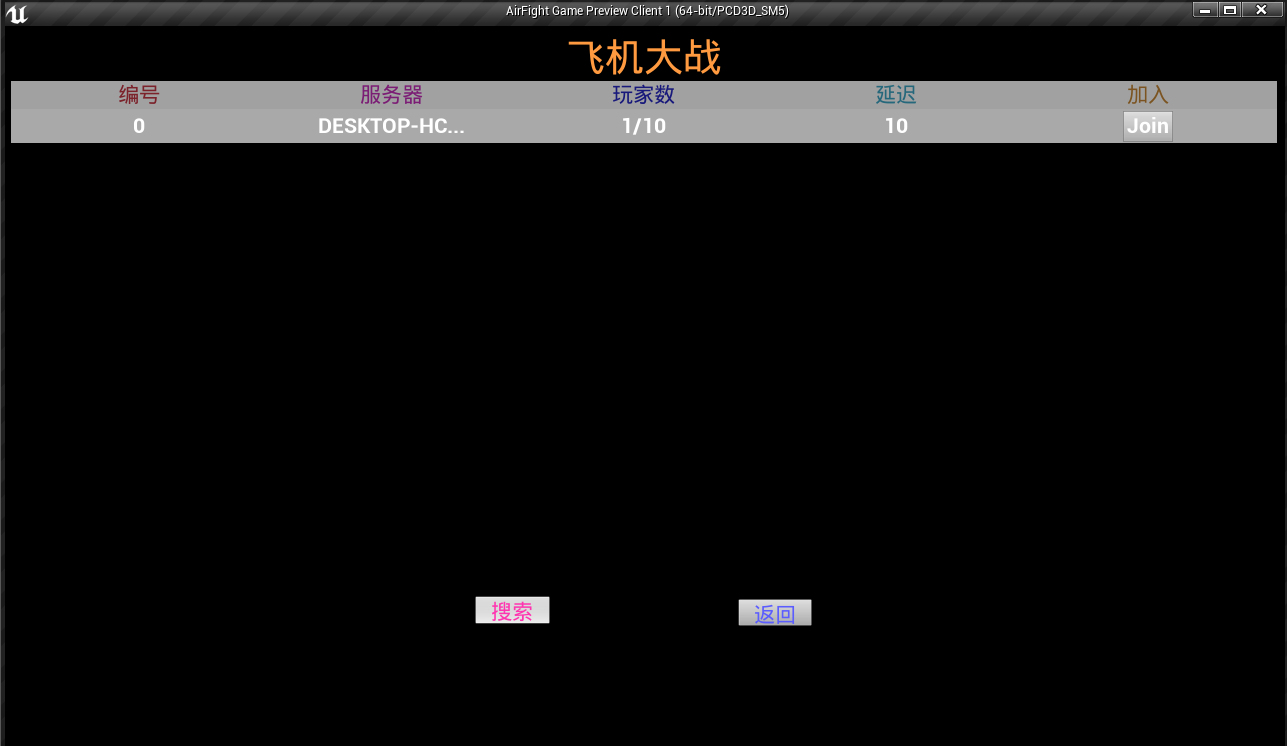 AirFight Game Preview Client 1 (64-bit/PCD3D_SM5)
飞机大战
编号 服务器 玩家数 延迟 加入
0 DESKTOP-HC... 1/10 10 Join
搜索 返回